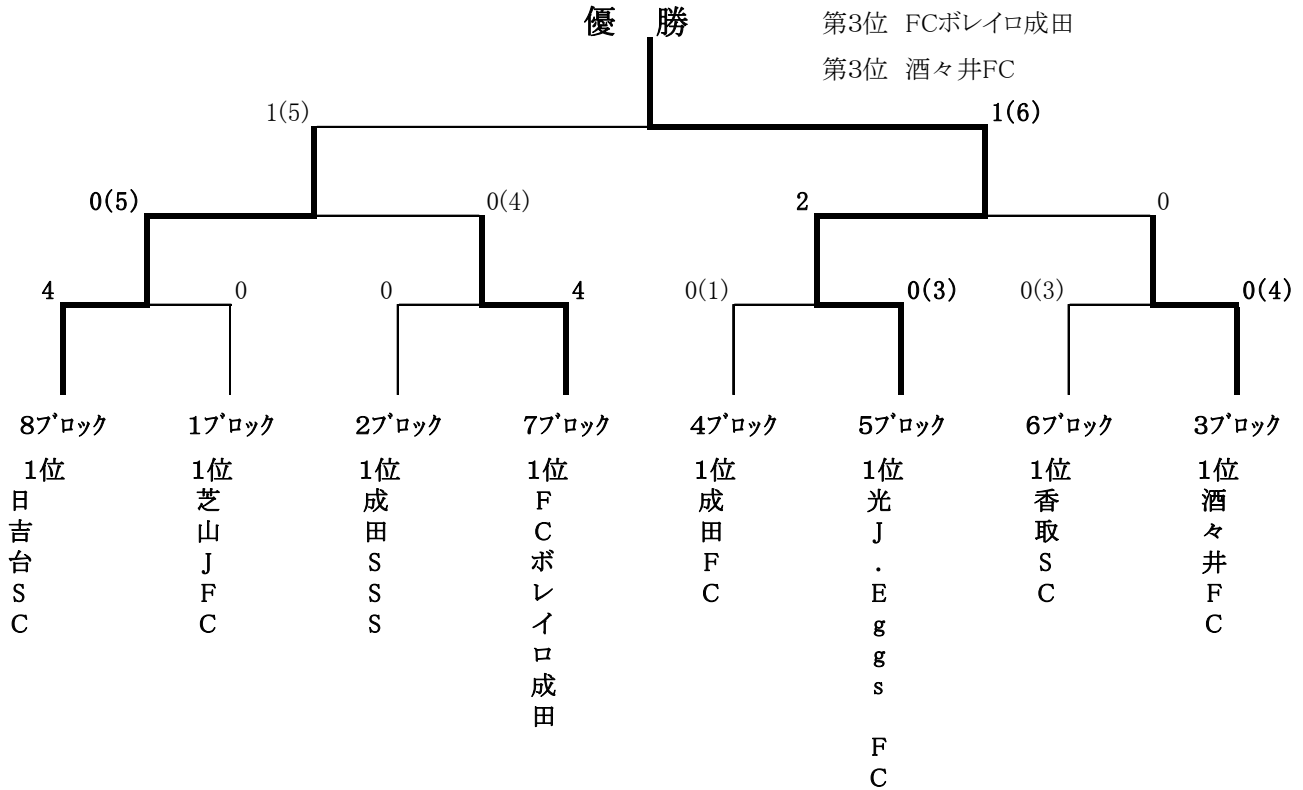 優　勝
第3位 FCボレイロ成田
第3位 酒々井FC
1(5)
1(6)
0(5)
0(4)
2
0
4
0
0
4
0(1)
0(3)
0(3)
0(4)
8ﾌﾞﾛｯｸ 1ﾌﾞﾛｯｸ 2ﾌﾞﾛｯｸ 7ﾌﾞﾛｯｸ 4ﾌﾞﾛｯｸ 5ﾌﾞﾛｯｸ 6ﾌﾞﾛｯｸ 3ﾌﾞﾛｯｸ
1位 1位 1位 1位 1位 1位 1位 1位
日吉台SC
芝山JFC
成田SSS
FCボレイロ成田
成田FC
光J.Eggs FC
香取SC
酒々井FC